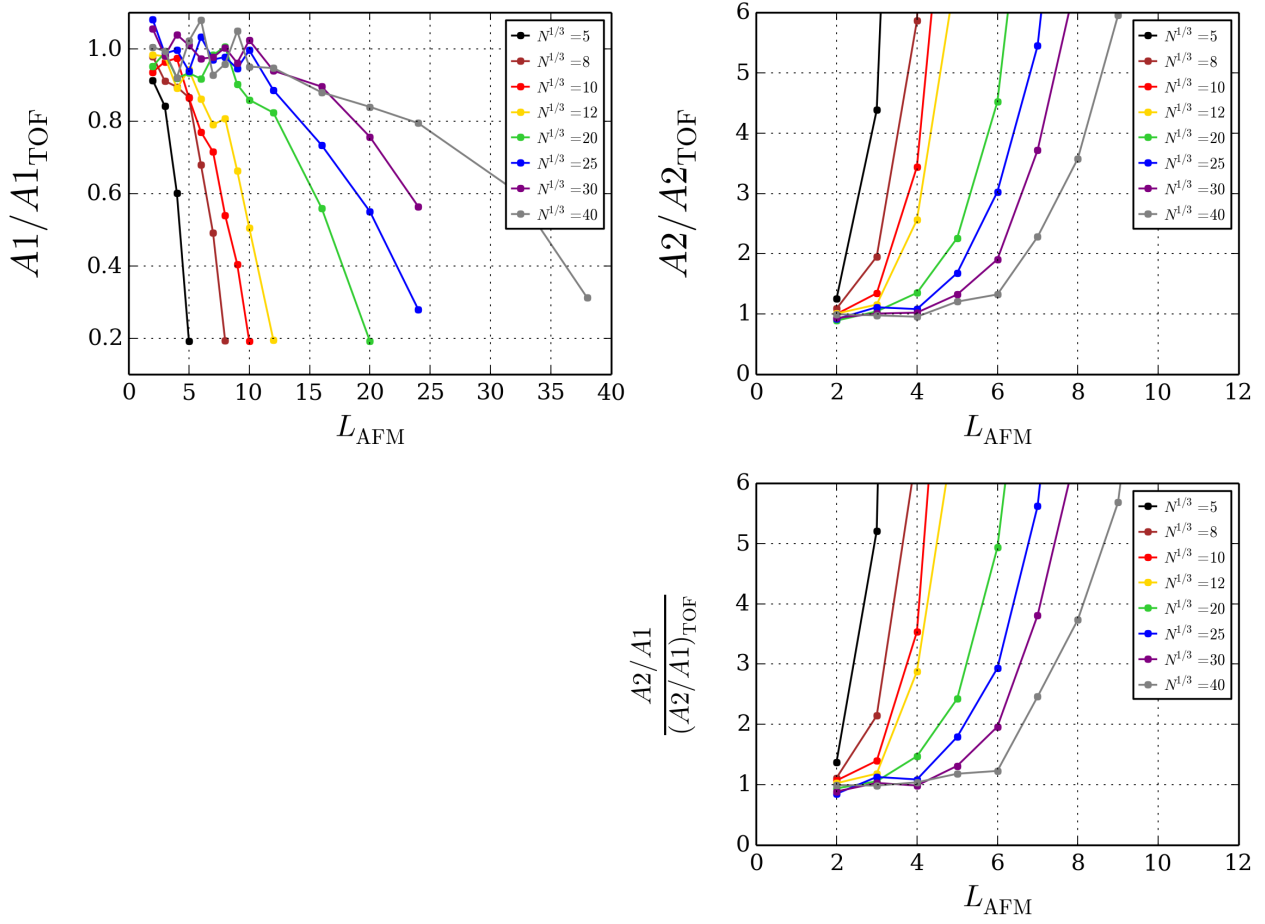 A1/A1_TOF
1.0
0.8
0.6
0.4
0.2
0 5 10 15 20 25 30 35 40
L_AFM
N^{1/3} =5
N^{1/3} =8
N^{1/3} =10
N^{1/3} =12
N^{1/3} =20
N^{1/3} =25
N^{1/3} =30
N^{1/3} =40
A2/A2_TOF
6
5
4
3
2
1
0
0 2 4 6 8 10 12
L_AFM
N^{1/3} =5
N^{1/3} =8
N^{1/3} =10
N^{1/3} =12
N^{1/3} =20
N^{1/3} =25
N^{1/3} =30
N^{1/3} =40
A2/A1
(A2/A1)_TOF
6
5
4
3
2
1
0
0 2 4 6 8 10 12
L_AFM
N^{1/3} =5
N^{1/3} =8
N^{1/3} =10
N^{1/3} =12
N^{1/3} =20
N^{1/3} =25
N^{1/3} =30
N^{1/3} =40